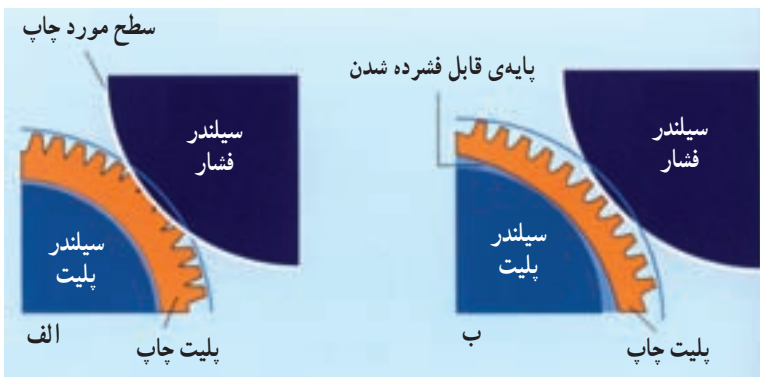 سطح مورد چاپ
پایه‌ی قابل فشرده شدن
سیلندر
فشار
سیلندر
فشار
سیلندر
پلیت
سیلندر
پلیت
ب
پلیت چاپ
الف
پلیت چاپ